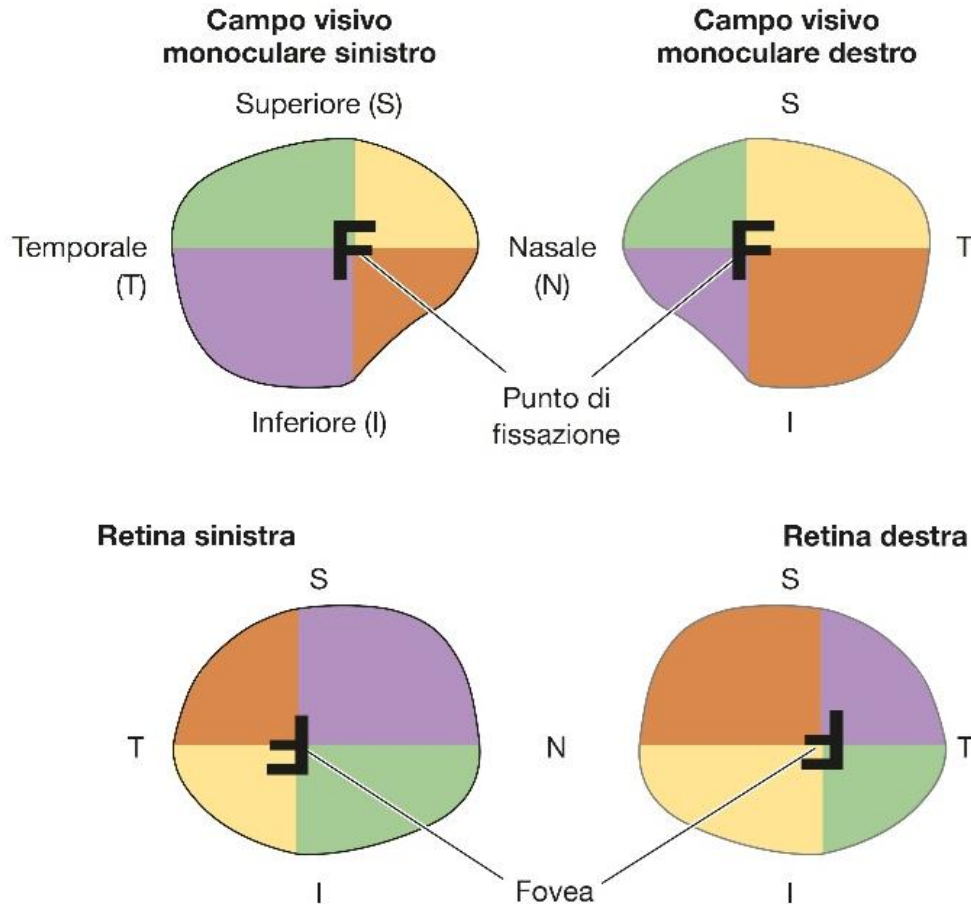 Campo visivo
monoculare sinistro
Campo visivo
monoculare destro
Superiore (S)
S
F
F
Temporale
(T)
Nasale
(N)
T
Punto di
fissazione
Inferiore (I)
I
Retina sinistra
Retina destra
S
S
F
F
T
N
T
I
Fovea
I